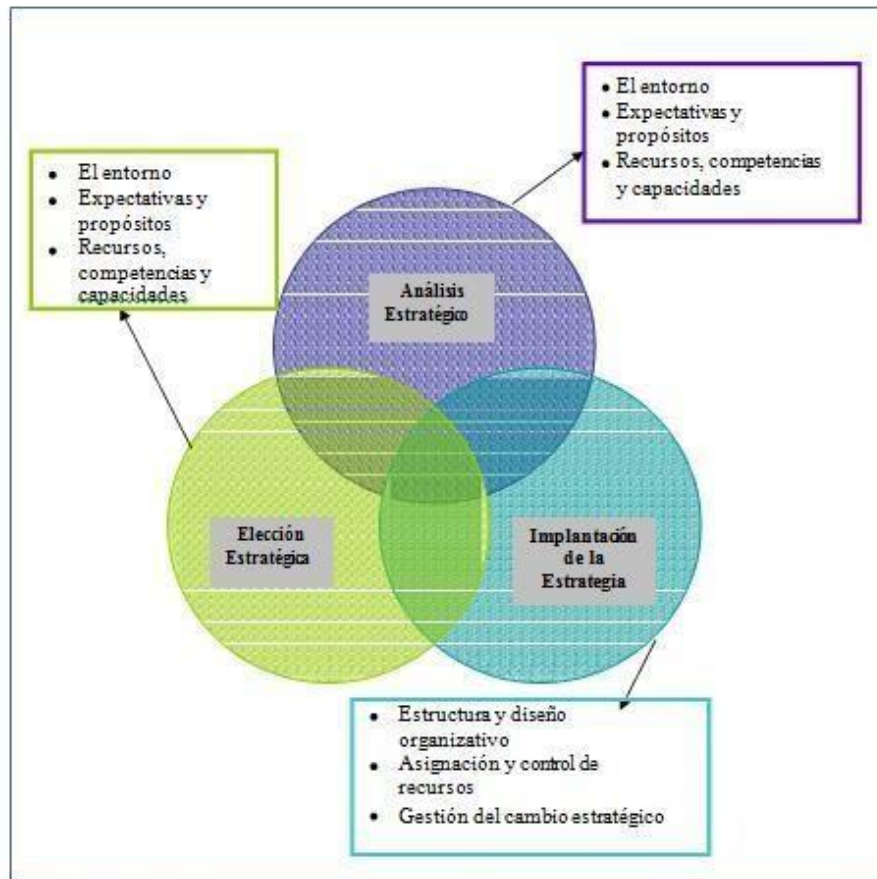 • El entorno
• Expectativas y
propósitos
• Recursos, competencias
y capacidades
• El entorno
• Expectativas y
propósitos
• Recursos,
competencias y
capacidades
Análisis
Estratégico
Elección
Estratégica
Implantación
de la
Estrategia
• Estructura y diseño
organizativo
• Asignación y control de
recursos
• Gestión del cambio estratégico